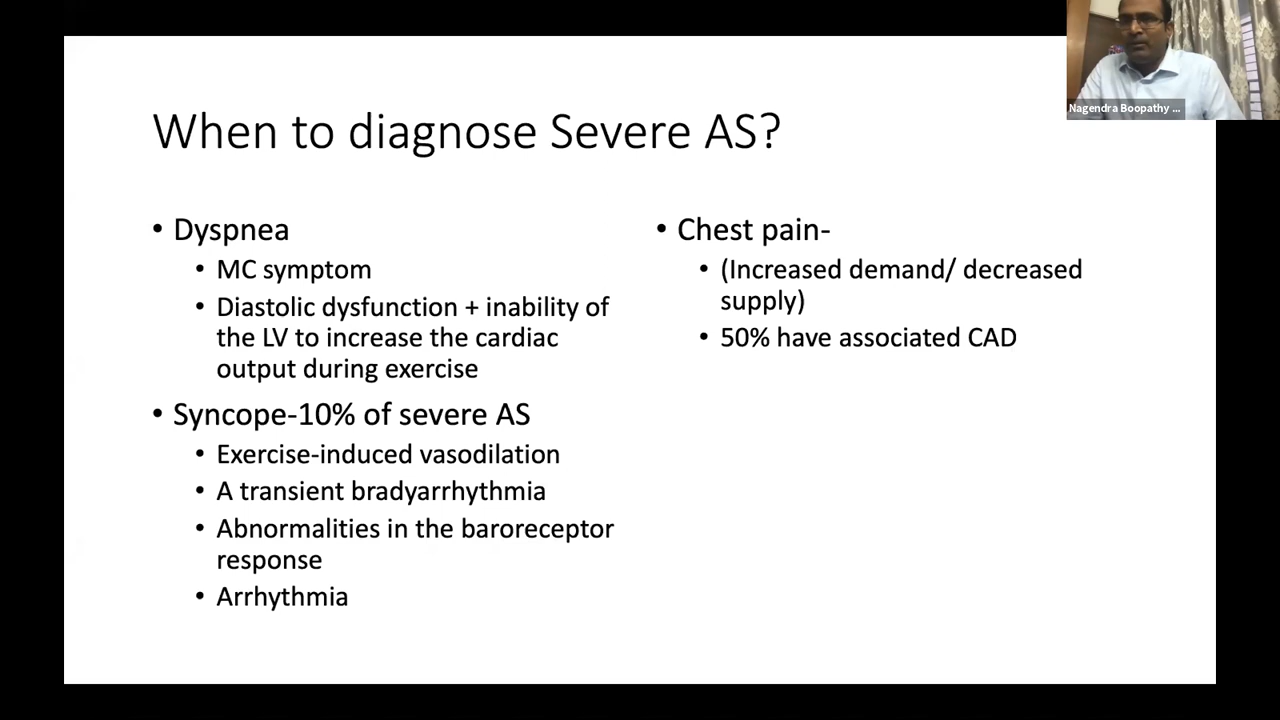 When to diagnose Severe AS?
• Dyspnea
• MC symptom
• Diastolic dysfunction + inability of
the LV to increase the cardiac
output during exercise
• Syncope-10% of severe AS
• Exercise-induced vasodilation
• A transient bradyarrhythmia
• Abnormalities in the baroreceptor
response
• Arrhythmia
• Chest pain-
• (Increased demand/ decreased
supply)
• 50% have associated CAD
Nagendra Boopathy ...